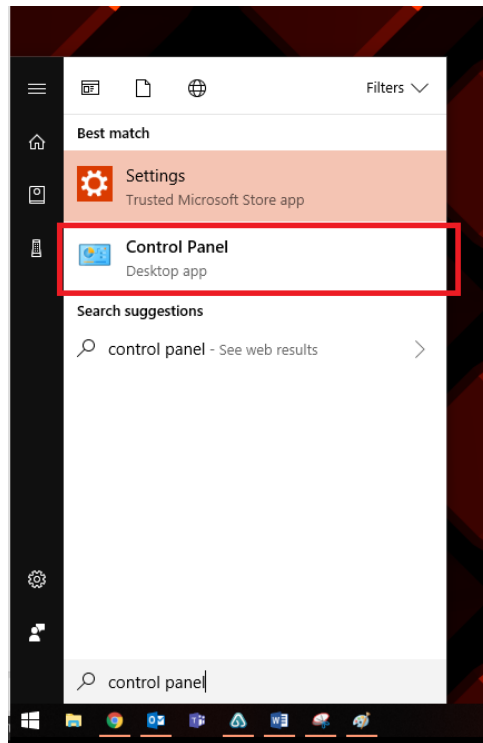 Filters
Best match
Settings
Trusted Microsoft Store app
Control Panel
Desktop app
Search suggestions
control panel - See web results
control panel